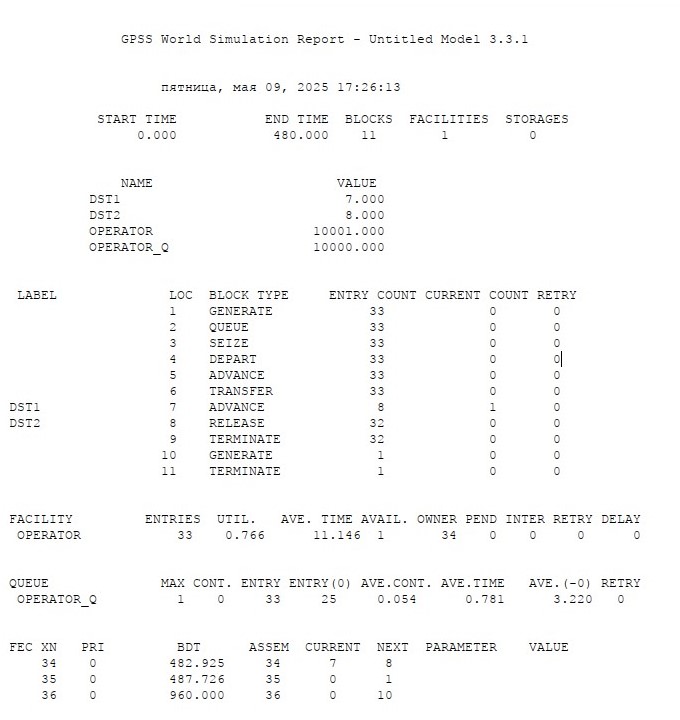 GPSS World Simulation Report - Untitled Model 3.3.1
пятница, мая 09, 2025 17:26:13
START TIME END TIME BLOCKS FACILITIES STORAGES
0.000 480.000 11 1 0
NAME VALUE
DST1 7.000
DST2 8.000
OPERATOR 10001.000
OPERATOR_Q 10000.000
LABEL LOC BLOCK TYPE ENTRY COUNT CURRENT COUNT RETRY
1 GENERATE 33 0 0
2 QUEUE 33 0 0
3 SEIZE 33 0 0
4 DEPART 33 0 0
5 ADVANCE 33 0 0
6 TRANSFER 33 0 0
DST1 7 ADVANCE 8 1 0
DST2 8 RELEASE 32 0 0
9 TERMINATE 32 0 0
10 GENERATE 1 0 0
11 TERMINATE 1 0 0
FACILITY ENTRIES UTIL. AVE. TIME AVAIL. OWNER PEND INTER RETRY DELAY
OPERATOR 33 0.766 11.146 1 34 0 0 0 0
QUEUE MAX CONT. ENTRY ENTRY(0) AVE.CONT. AVE.TIME AVE.(-0) RETRY
OPERATOR_Q 1 0 33 25 0.054 0.781 3.220 0
FEC XN PRI BDT ASSEM CURRENT NEXT PARAMETER VALUE
34 0 482.925 34 7 8
35 0 487.726 35 0 1
36 0 960.000 36 0 10